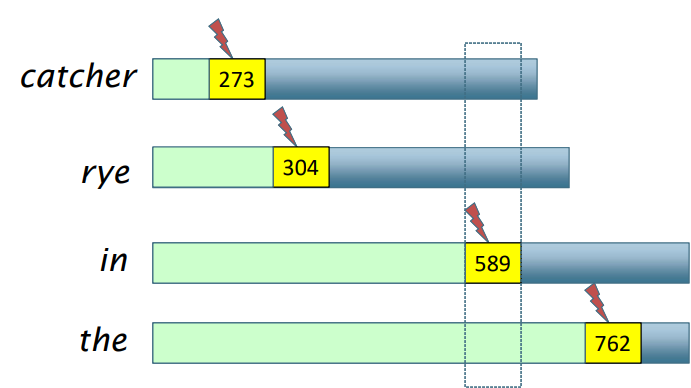 catcher 273
rye 304
in 589
the 762